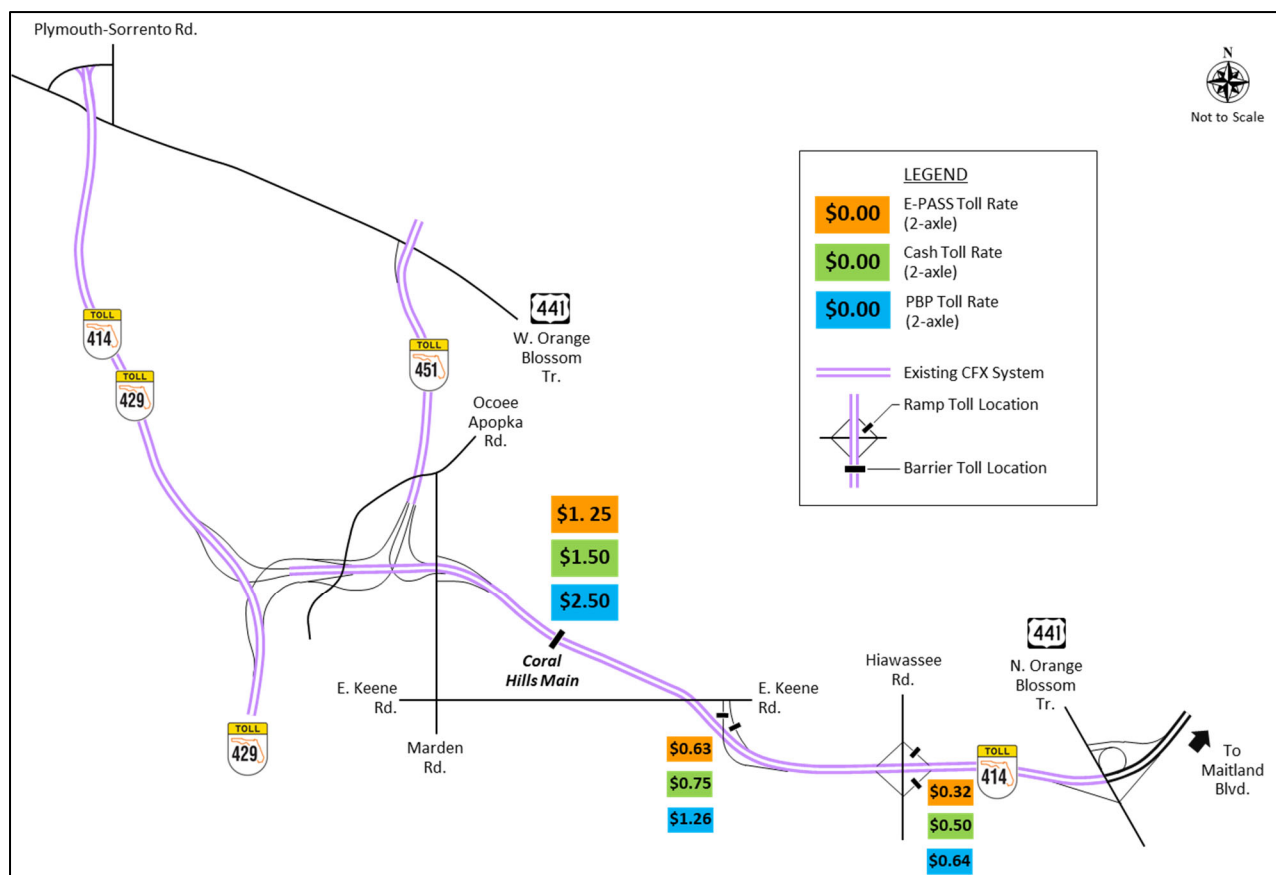 Plymouth-Sorrento Rd.
N
Not to Scale
LEGEND
$0.00
E-PASS Toll Rate
(2-axle)
$0.00
Cash Toll Rate
(2-axle)
$0.00
PBP Toll Rate
(2-axle)
Existing CFX System
Ramp Toll Location
Barrier Toll Location
441
W. Orange
Blossom
Tr.
TOLL
414
TOLL
429
TOLL
451
Ocoee
Apopka
Rd.
$1. 25
$1.50
$2.50
Coral
Hills Main
E. Keene
Rd.
Marden
Rd.
TOLL
429
E. Keene
Rd.
$0.63
$0.75
$1.26
Hiawassee
Rd.
441
N. Orange
Blossom
Tr.
TOLL
414
$0.32
$0.50
$0.64
To
Maitland
Blvd.